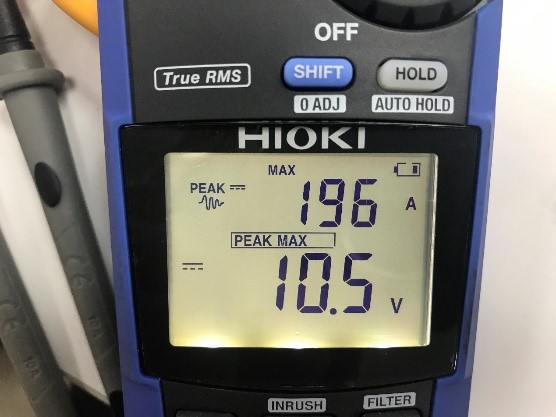 OFF
True RMS
SHIFT
HOLD
0 ADJ
AUTO HOLD
HIOKI
MAX
PEAK
196 A
PEAK MAX
10.5 V
INRUSH
FILTER